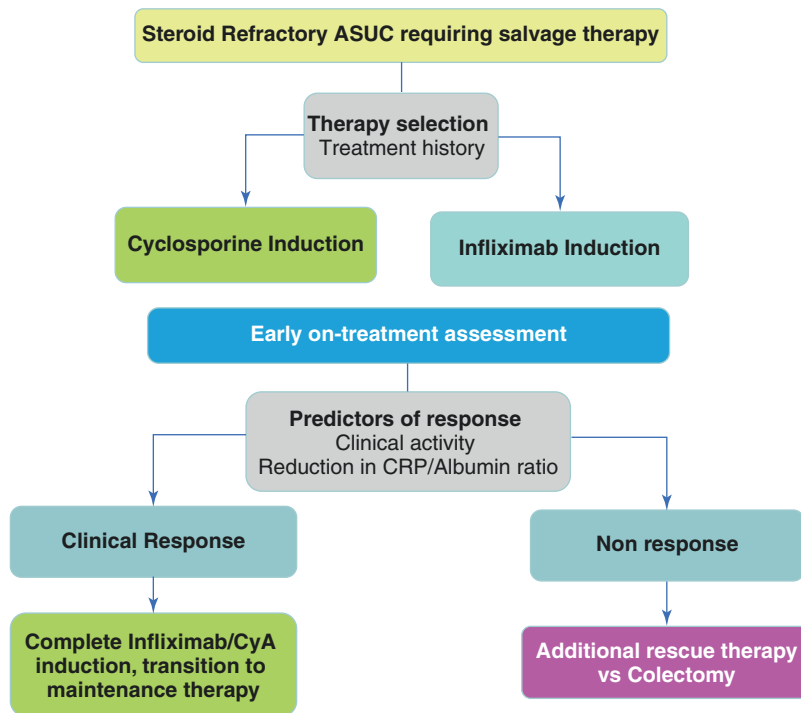 Steroid Refractory ASUC requiring salvage therapy
Therapy selection
Treatment history
Cyclosporine Induction
Infliximab Induction
Early on-treatment assessment
Predictors of response
Clinical activity
Reduction in CRP/Albumin ratio
Clinical Response
Non response
Complete Infliximab/CyA
induction, transition to
maintenance therapy
Additional rescue therapy
vs Colectomy